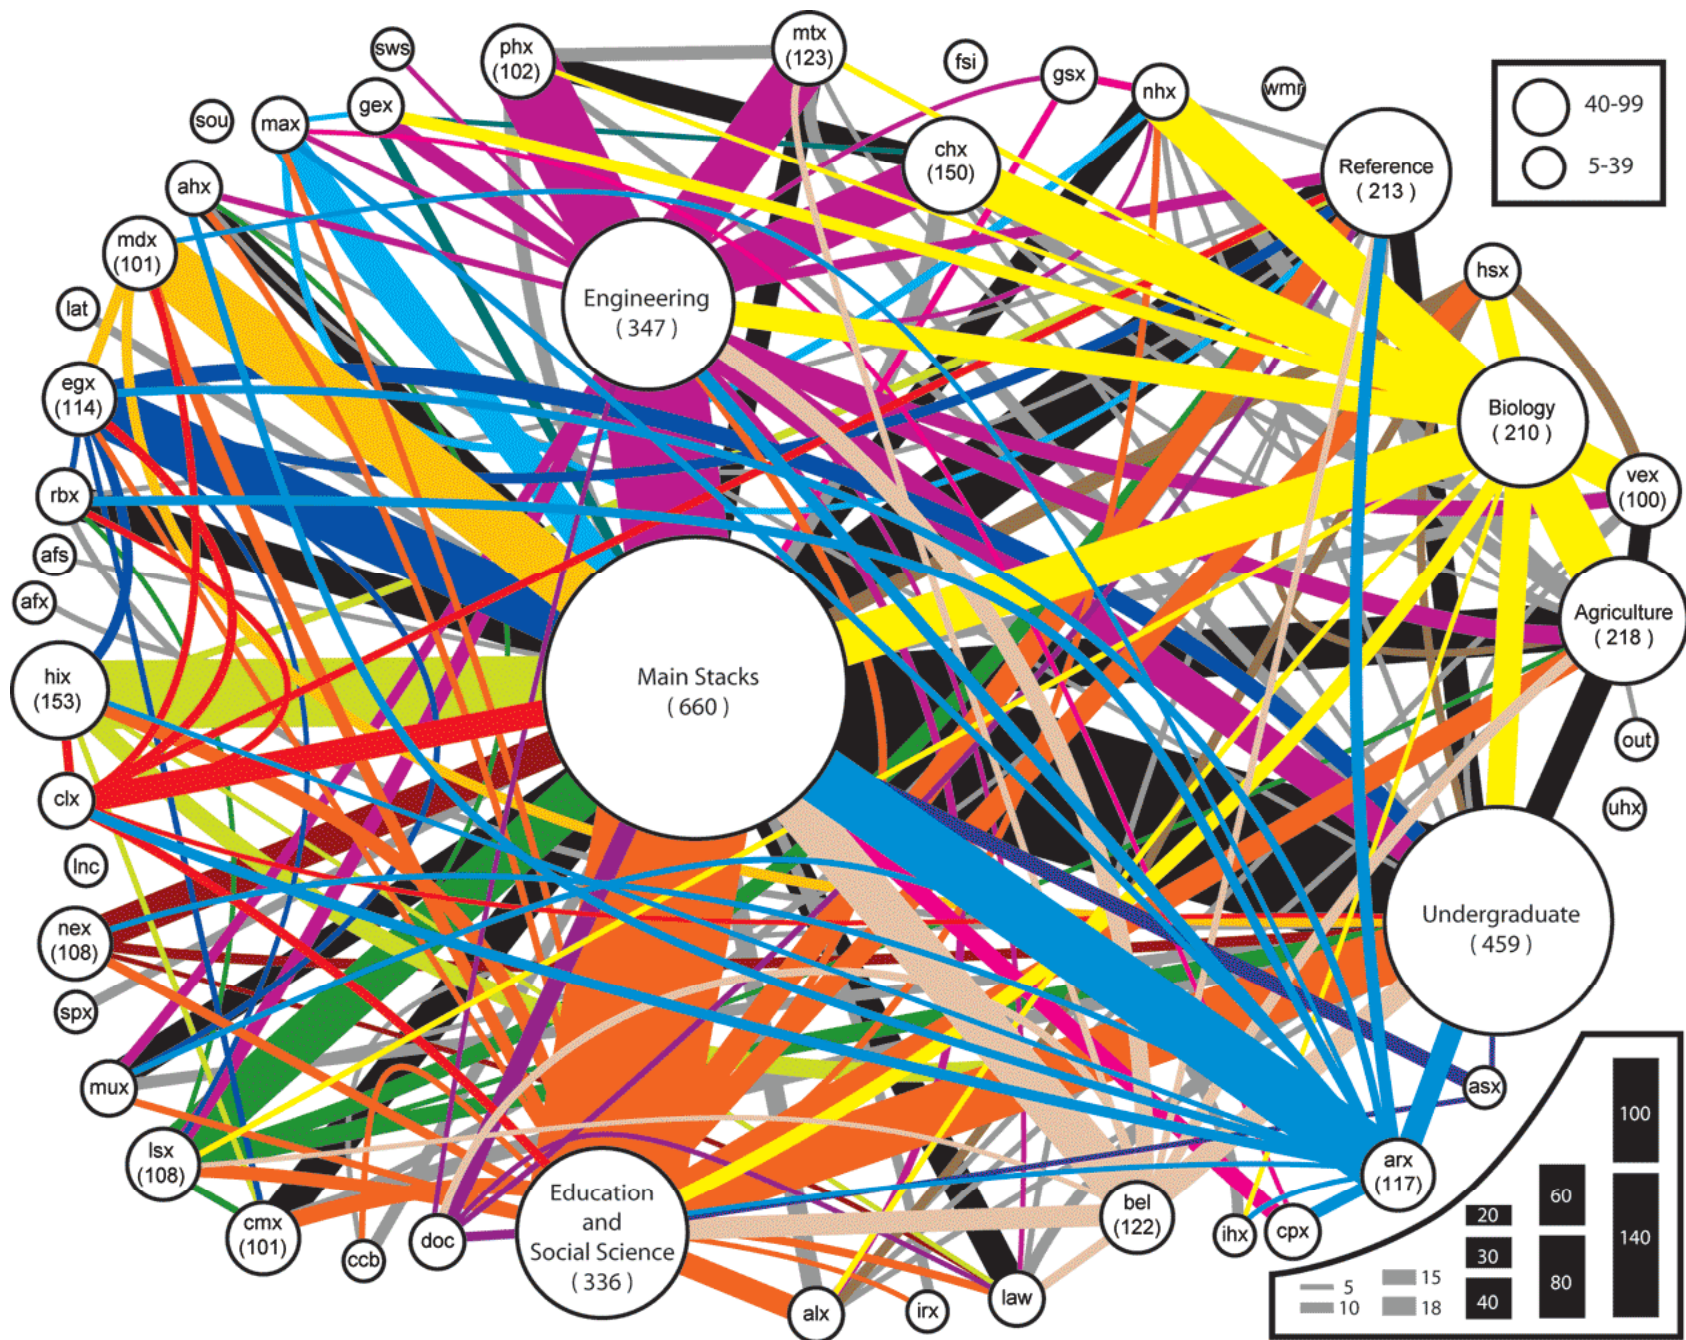 sws
phx
(102)
mtx
(123)
fsi
gsx
nhx
wmr
40-99
5-39
sou
max
gex
chx
(150)
Reference
( 213 )
ahx
mdx
(101)
hsx
lat
Engineering
( 347 )
egx
(114)
Biology
( 210 )
rbx
vex
(100)
afs
afx
Agriculture
( 218 )
hix
(153)
Main Stacks
( 660 )
out
clx
uhx
lnc
nex
(108)
Undergraduate
( 459 )
spx
mux
asx
lsx
(108)
arx
(117)
cmx
(101)
ccb
doc
Education
and
Social Science
( 336 )
bel
(122)
ihx
cpx
alx
irx
law
5
10
15
18
20
30
40
60
80
100
140